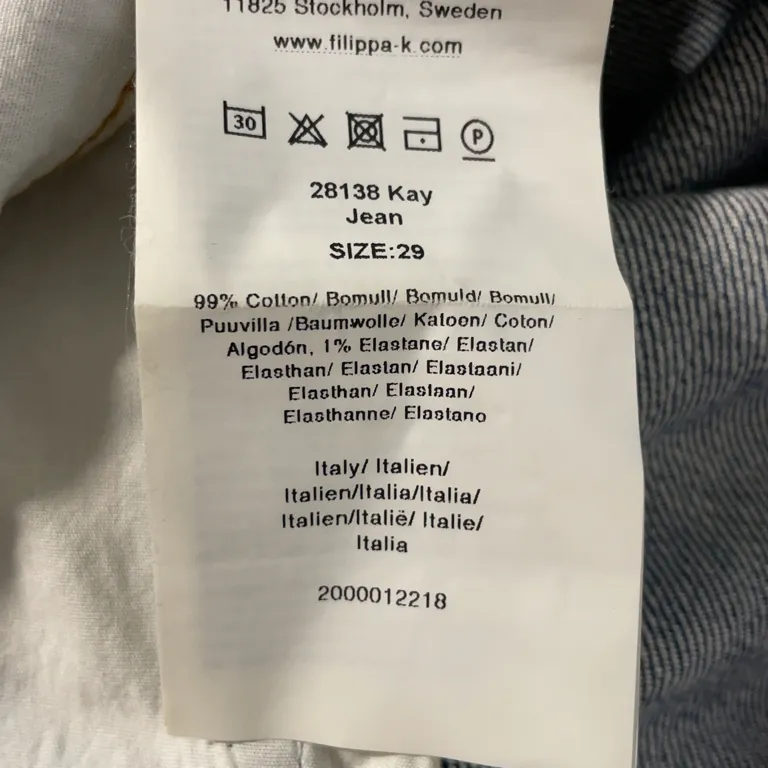 11825 Stockholm, Sweden
www.filippa-k.com
30 P
28138 Kay
Jean
SIZE:29
99% Cotton/ Bomull/ Bomuld/ Bomull/
Puuvilla /Baumwolle/ Katoen/ Coton/
Algodón, 1% Elastane/ Elastan/
Elasthan/ Elastan/ Elastaani/
Elasthan/ Elastaan/
Elasthanne/ Elastano
Italy/ Italien/
Italien/Italia/Italia/
Italien/Italië/ Italie/
Italia
2000012218